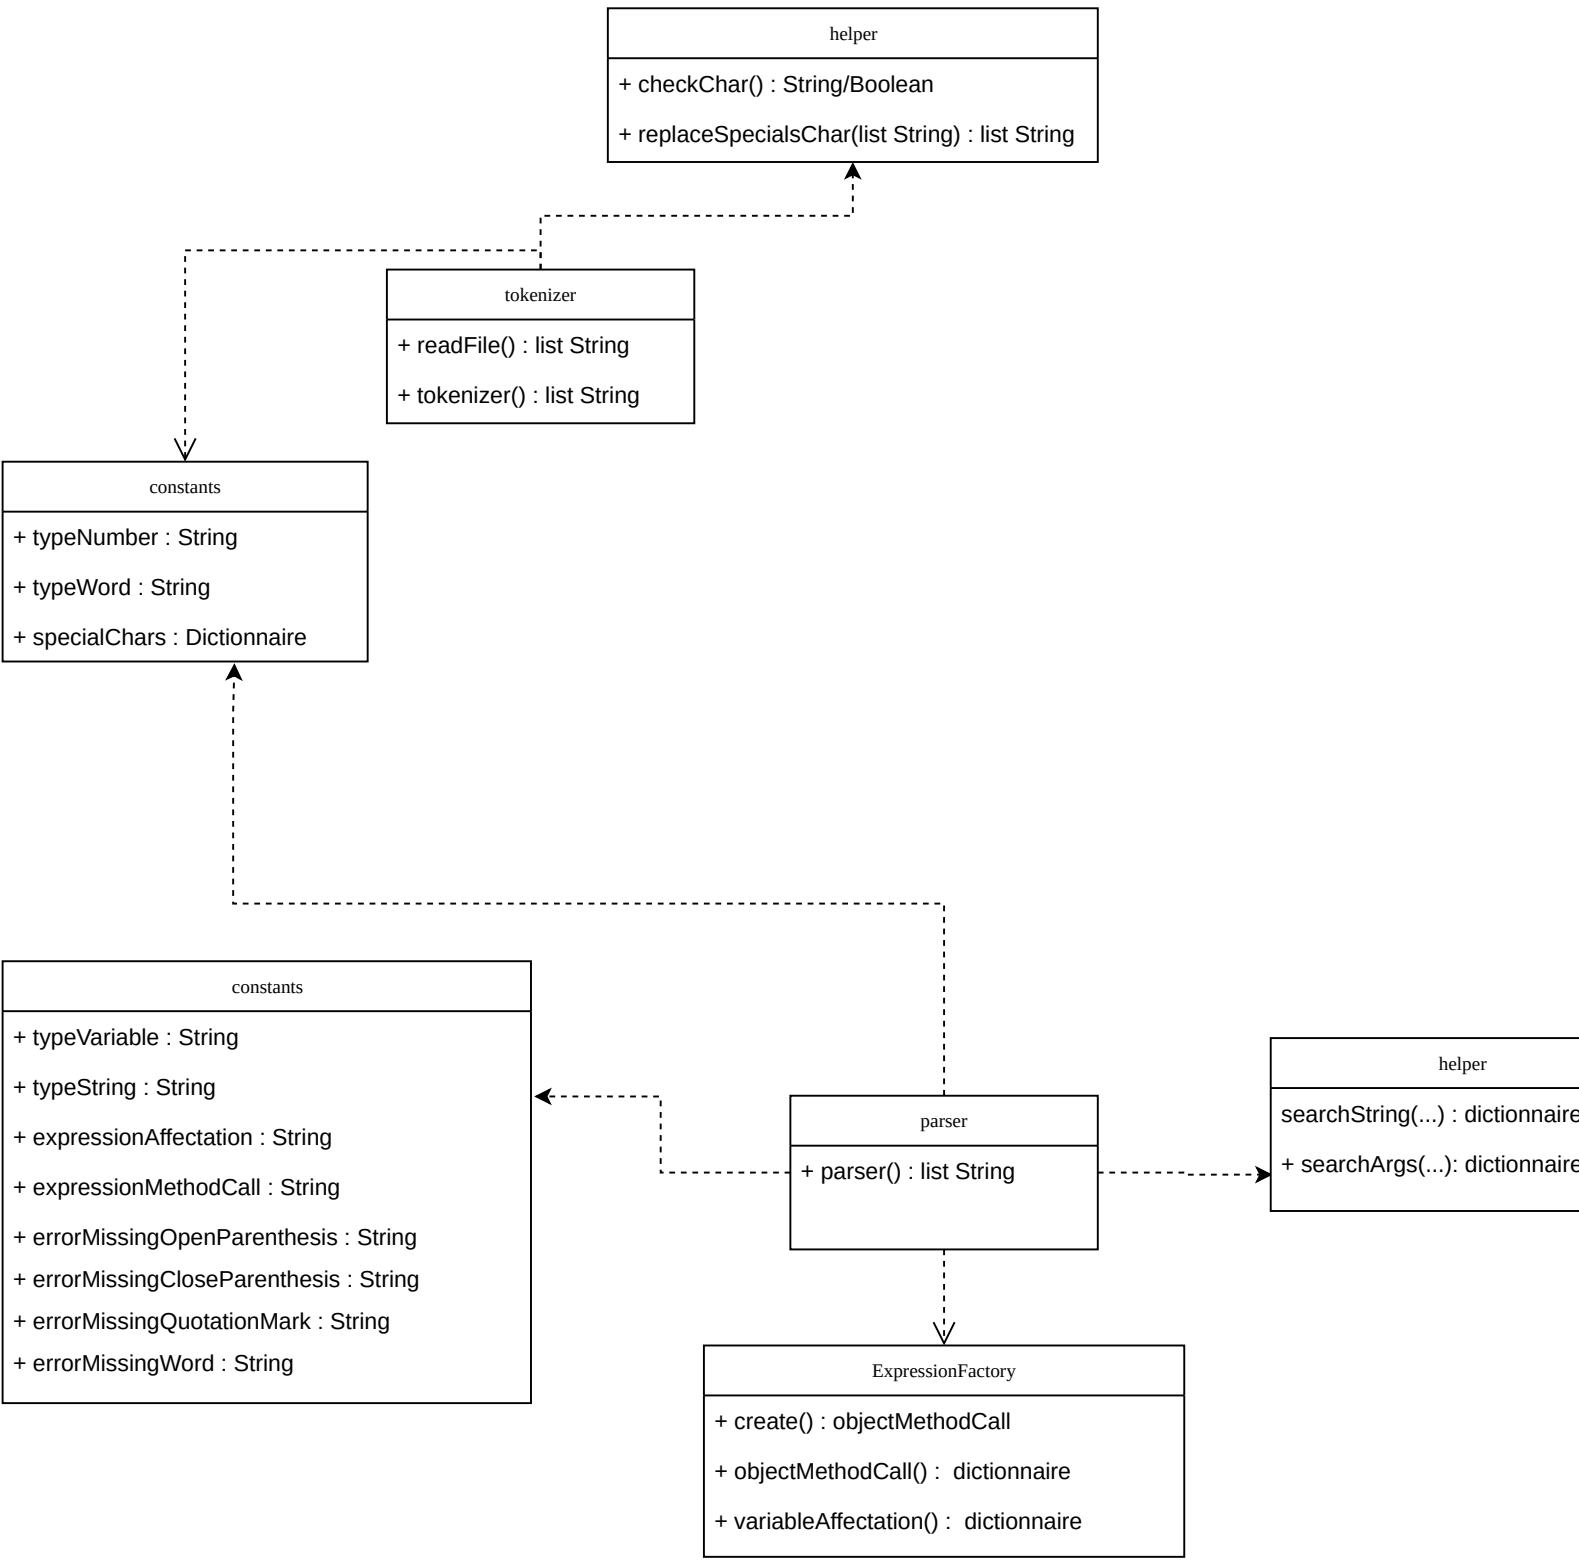 helper
+ checkChar() : String/Boolean
+ replaceSpecialsChar(list String) : list String
tokenizer
+ readFile() : list String
+ tokenizer() : list String
constants
+ typeNumber : String
+ typeWord : String
+ specialChars : Dictionnaire
constants
+ typeVariable : String
+ typeString : String
+ expressionAffectation : String
+ expressionMethodCall : String
+ errorMissingOpenParenthesis : String
+ errorMissingCloseParenthesis : String
+ errorMissingQuotationMark : String
+ errorMissingWord : String
parser
+ parser() : list String
helper
searchString(...) : dictionnaire
+ searchArgs(...): dictionnaire
ExpressionFactory
+ create() : objectMethodCall
+ objectMethodCall() :  dictionnaire
+ variableAffectation() :  dictionnaire